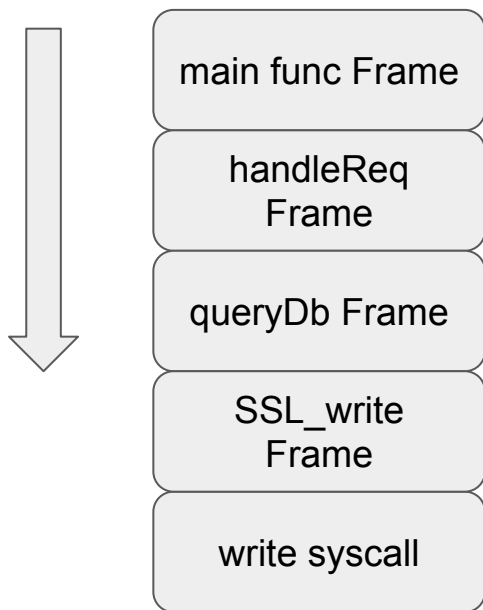 main func Frame
handleReq
Frame
queryDb Frame
SSL_write
Frame
write syscall